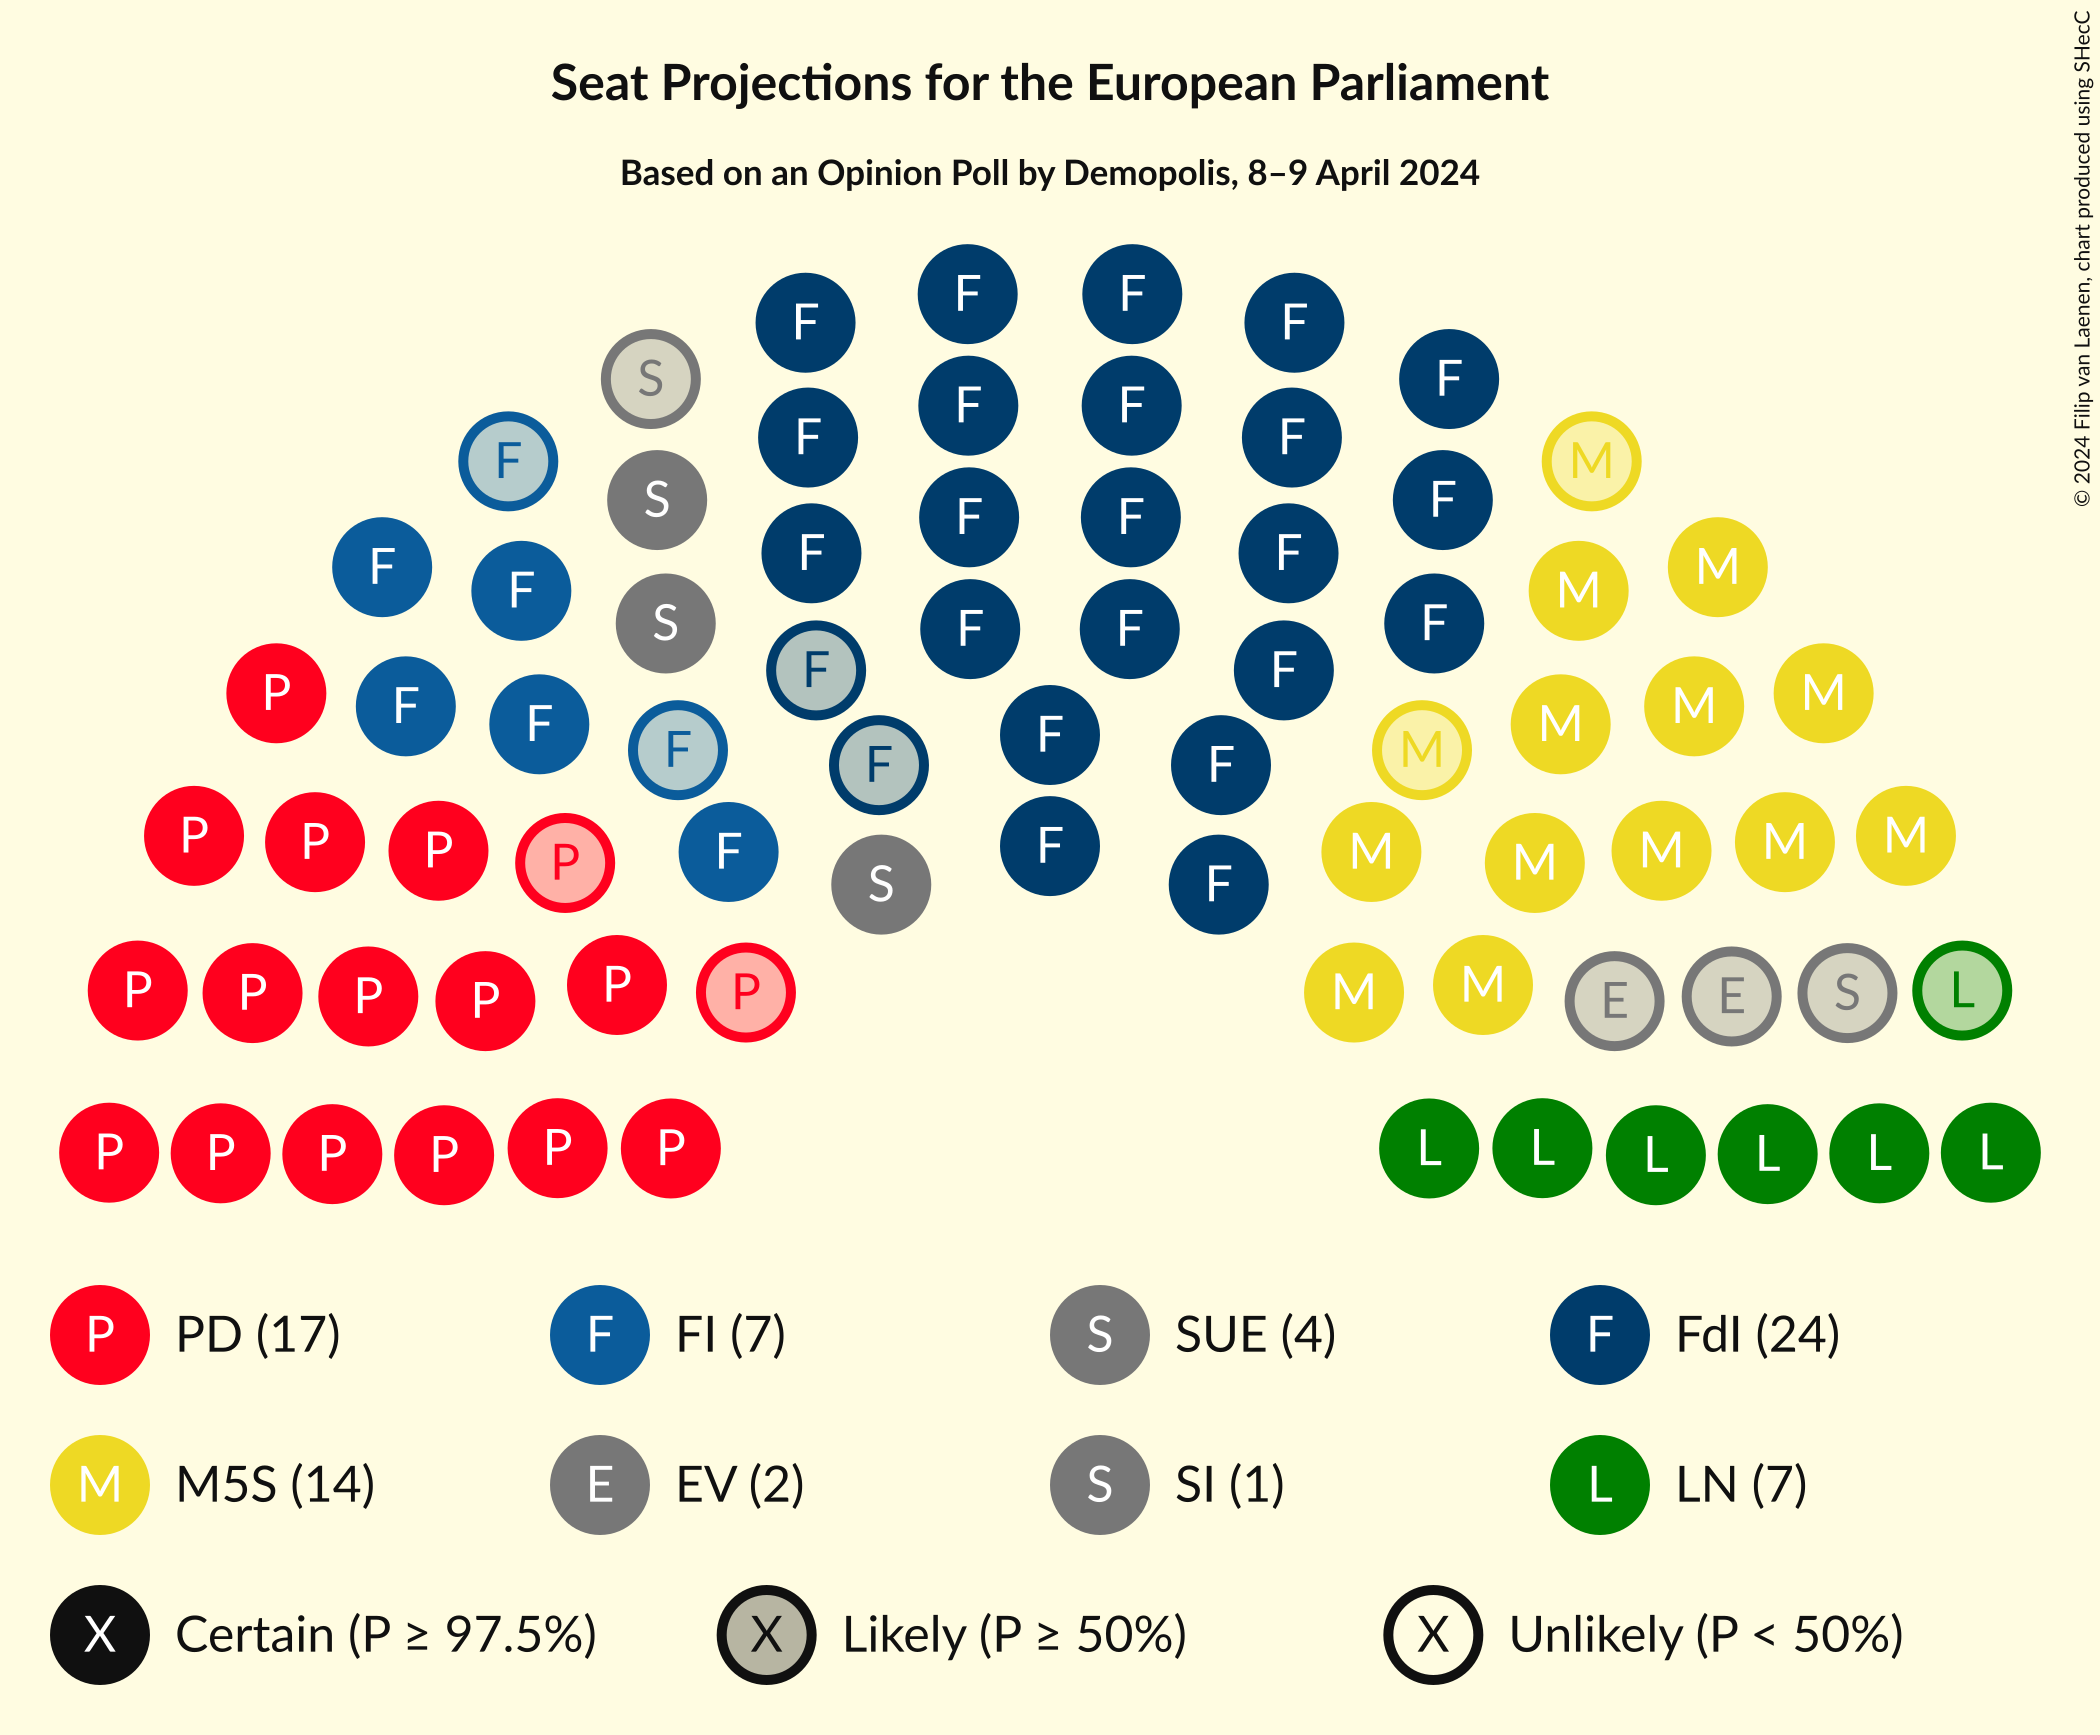 Seat Projections for the European Parliament
Based on an Opinion Poll by Demopolis, 8–9 April 2024
© 2024 Filip van Laenen, chart produced using SHecC
F F
F F
S F
F F
F F
F M
S F F
F F
F F
F M
F M
S F
F F
F F
P F
F M M
F F M
F F M
F F
P P P P F M M M M M
F F
S F
P P P P P P M M E E S L
P P P P P P L L L L L L
P PD (17) F FI (7) S SUE (4) F FdI (24)
M M5S (14) E EV (2) S SI (1) L LN (7)
X Certain (P ≥ 97.5%) X Likely (P ≥ 50%) X Unlikely (P < 50%)